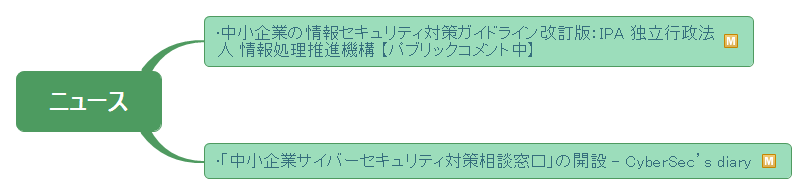 ニュース
・中小企業の情報セキュリティ対策ガイドライン改訂版：IPA 独立行政法
人 情報処理推進機構 【パブリックコメント中】
M
・「中小企業サイバーセキュリティ対策相談窓口」の開設 – CyberSec’s diary
M